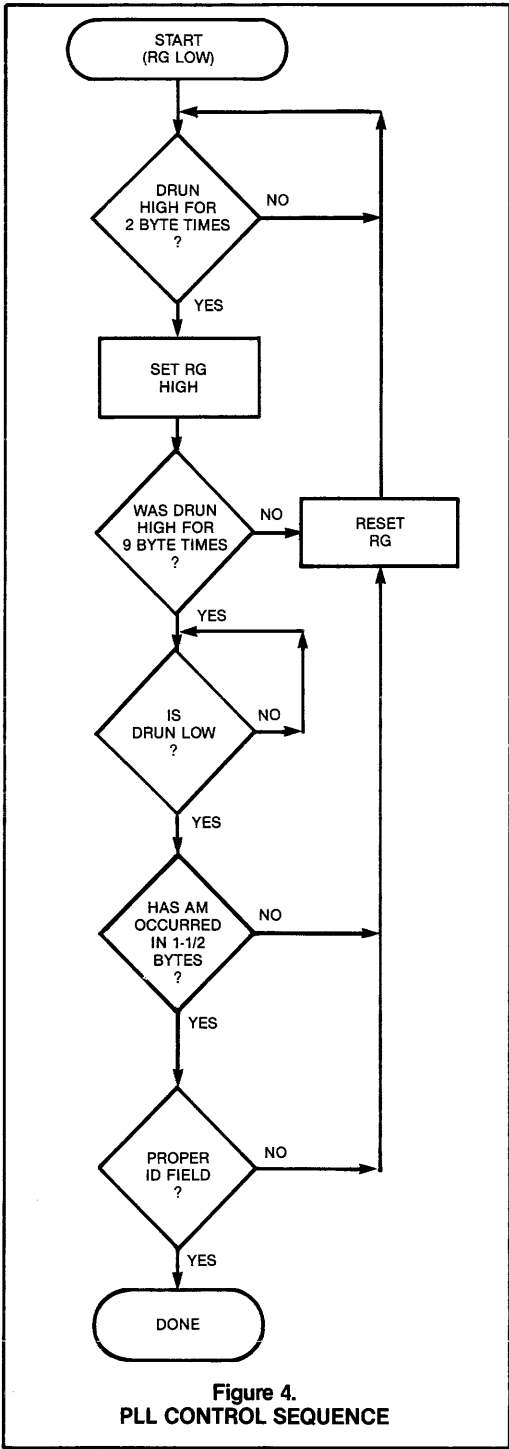 START
(RG LOW)
DRUN
HIGH FOR
2 BYTE TIMES
?
NO
YES
SET RG
HIGH
WAS DRUN
HIGH FOR
9 BYTE TIMES
?
NO
RESET
RG
YES
IS
DRUN LOW
?
NO
YES
HAS AM
OCCURRED
IN 1-1/2
BYTES
?
NO
YES
PROPER
ID FIELD
?
NO
YES
DONE
Figure 4.
PLL CONTROL SEQUENCE